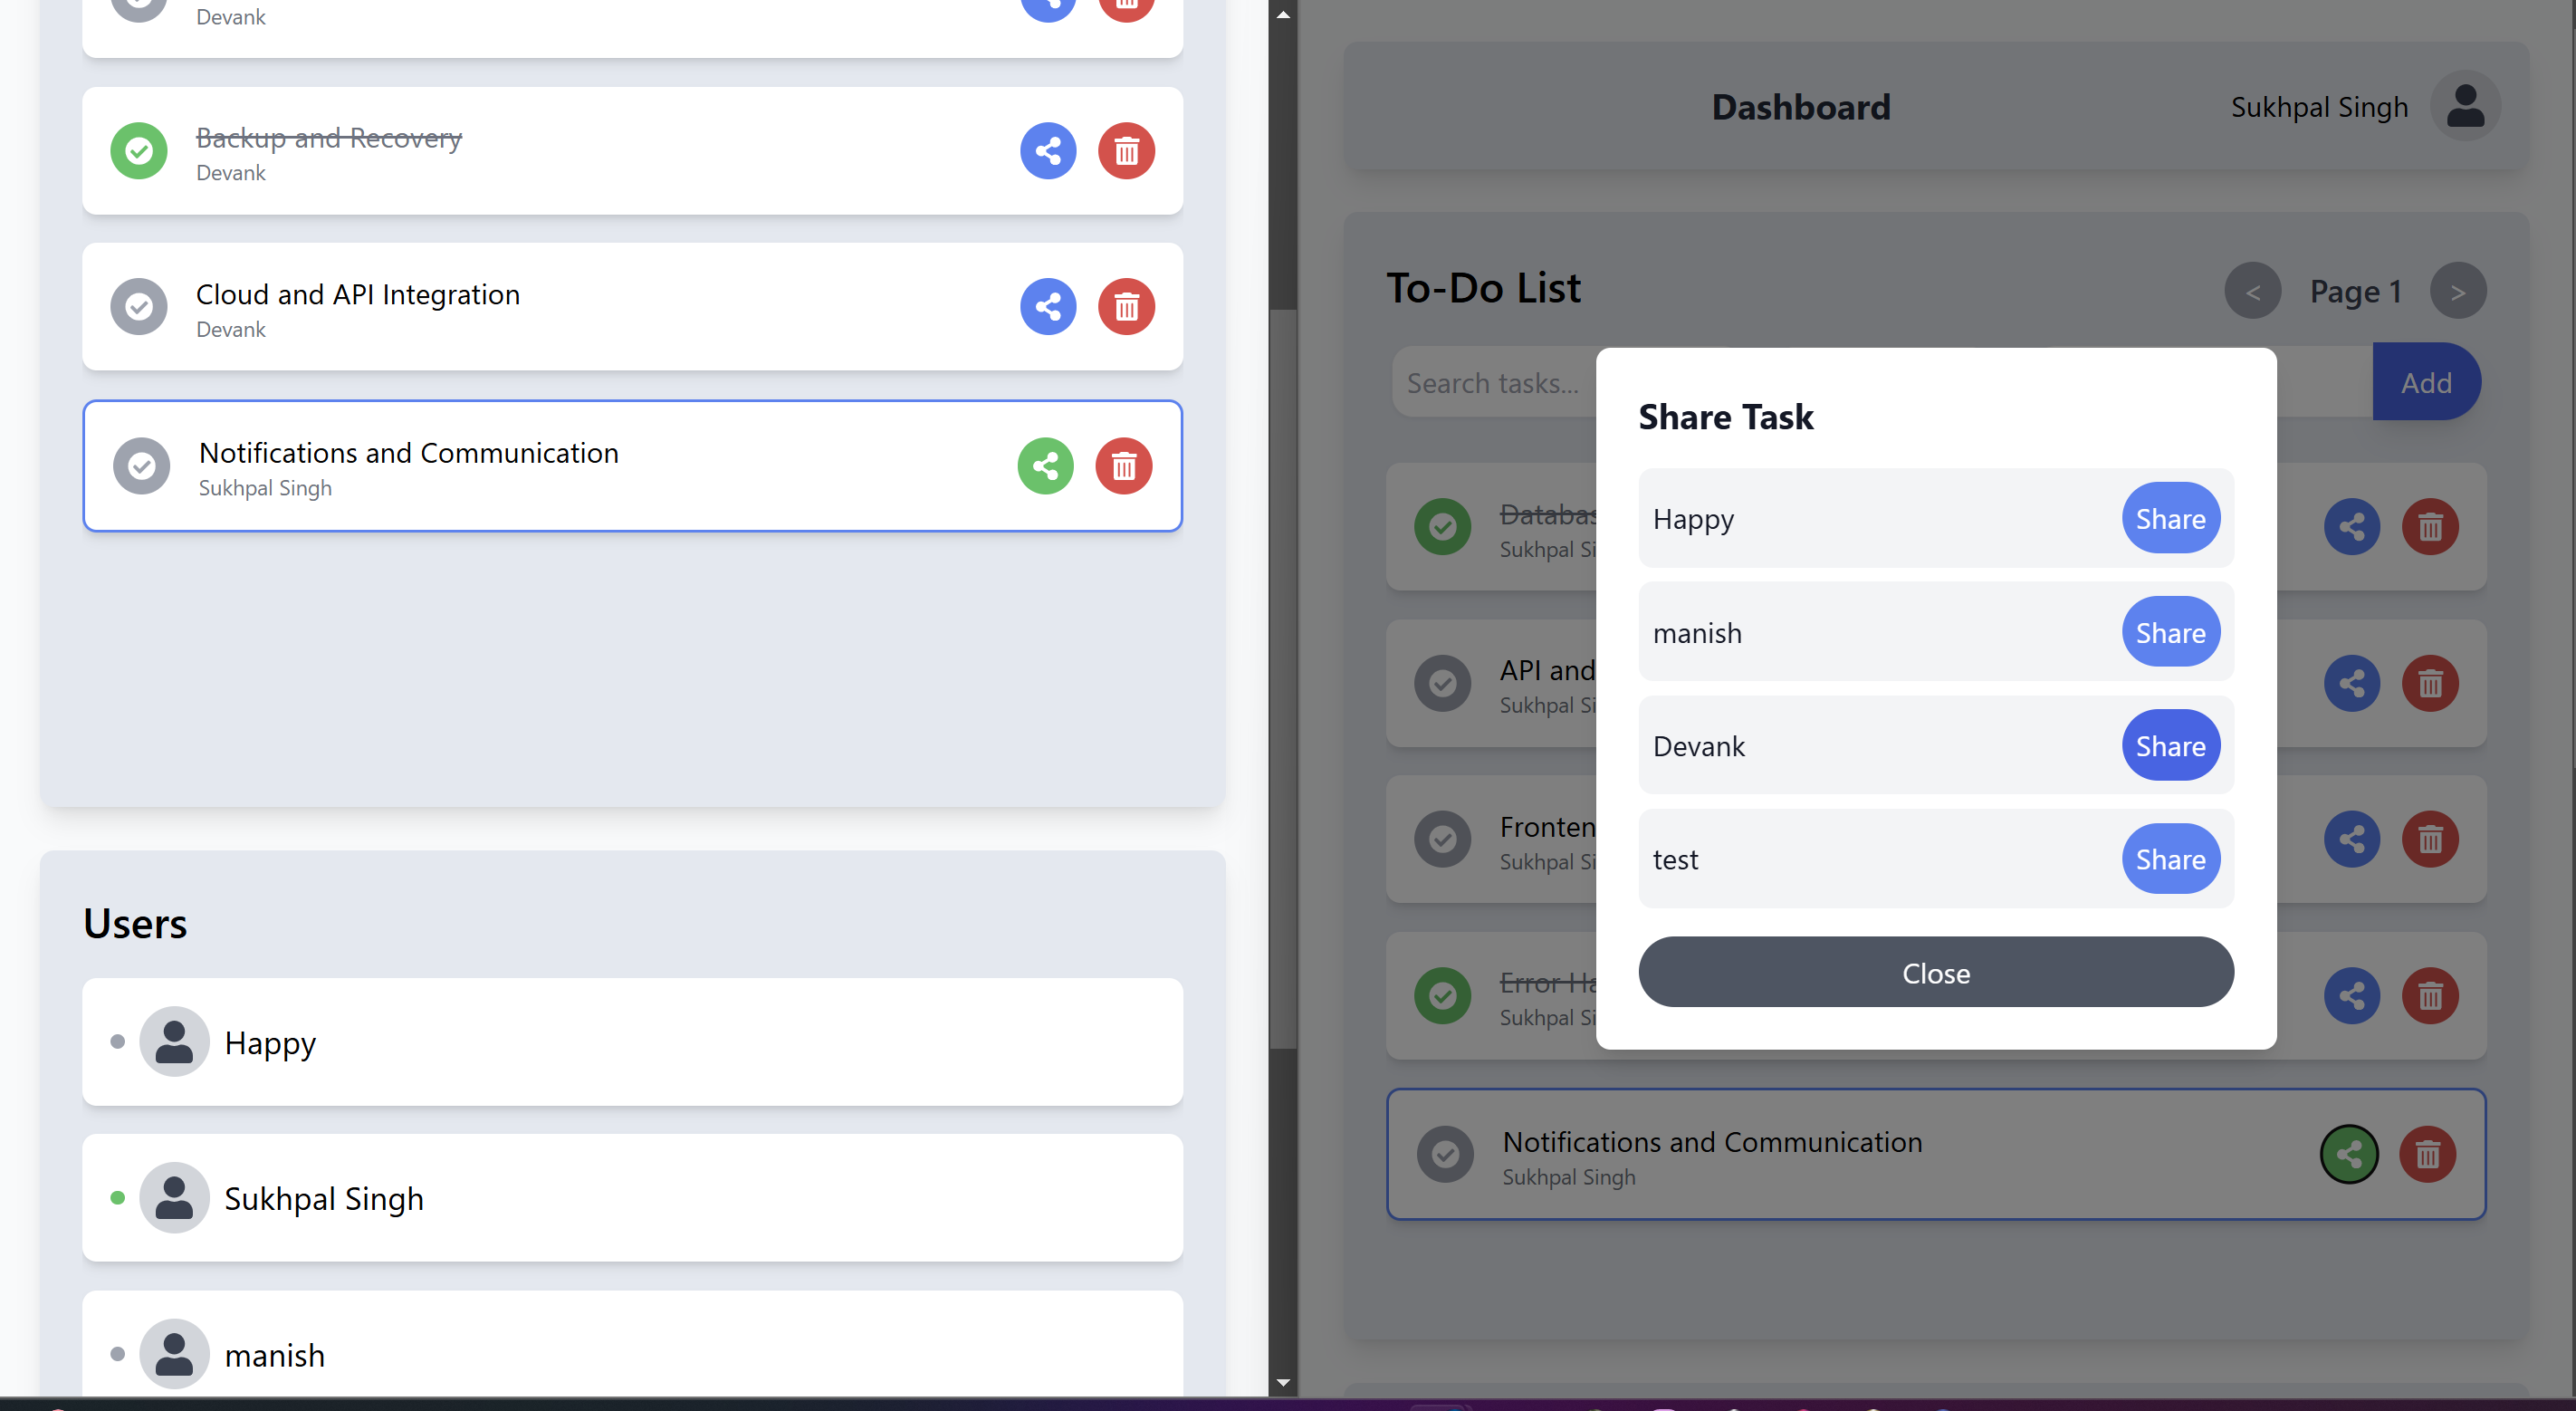 Devank
Backup and Recovery
Devank
Cloud and API Integration
Devank
Notifications and Communication
Sukhpal Singh
Users
Happy
Sukhpal Singh
manish
Dashboard
Sukhpal Singh
To-Do List
< Page 1 >
Search tasks...
Add
Databas
Sukhpal Si
API and
Sukhpal Si
Fronten
Sukhpal Si
Error Ha
Sukhpal Si
Notifications and Communication
Sukhpal Singh
Share Task
Happy Share
manish Share
Devank Share
test Share
Close